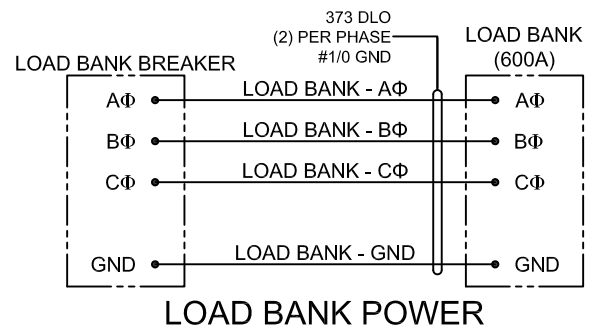 373 DLO
(2) PER PHASE
#1/0 GND
LOAD BANK
(600A)
LOAD BANK BREAKER
AΦ
LOAD BANK - AΦ
AΦ
BΦ
LOAD BANK - BΦ
BΦ
CΦ
LOAD BANK - CΦ
CΦ
GND
LOAD BANK - GND
GND
LOAD BANK POWER